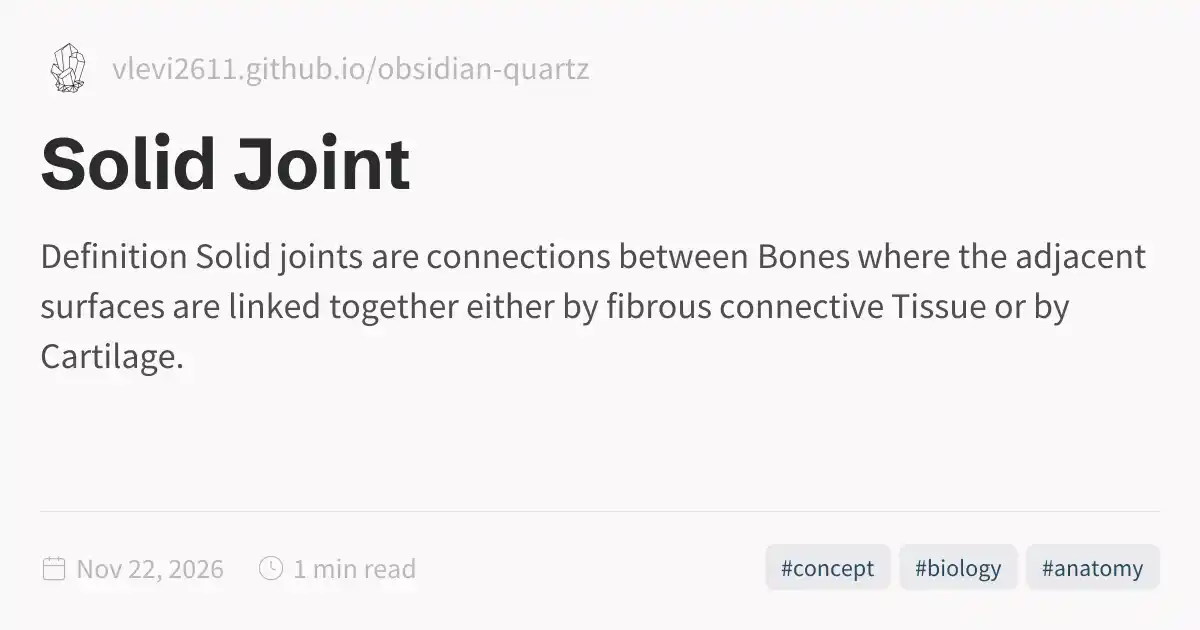 vlevi2611.github.io/obsidian-quartz
Solid Joint
Definition Solid joints are connections between Bones where the adjacent
surfaces are linked together either by fibrous connective Tissue or by
Cartilage.
Nov 22, 2026 1 min read #concept #biology #anatomy